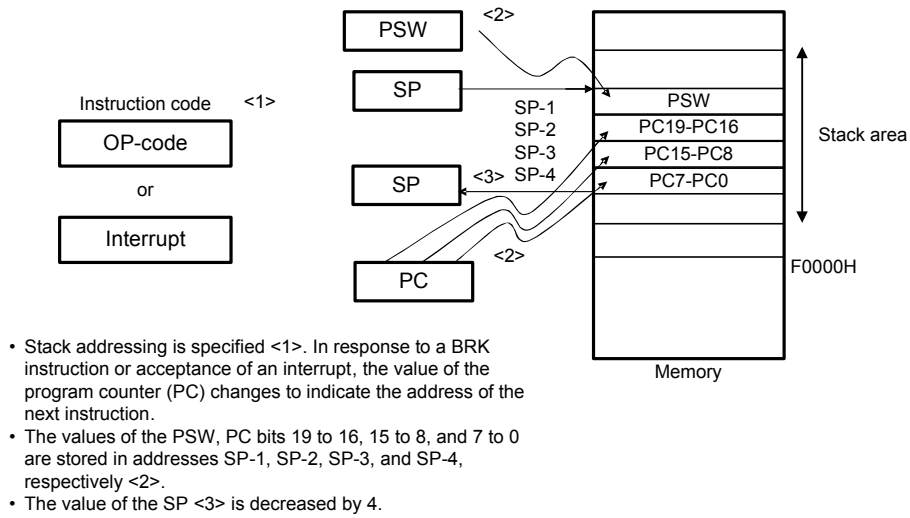 PSW
<2>
SP
Instruction code <1>
OP-code
or
Interrupt
SP-1
SP-2
SP-3
SP-4
SP
<3>
<2>
PC
PSW
PC19-PC16
PC15-PC8
PC7-PC0
Stack area
F0000H
Memory
• Stack addressing is specified <1>. In response to a BRK
instruction or acceptance of an interrupt, the value of the
program counter (PC) changes to indicate the address of the
next instruction.
• The values of the PSW, PC bits 19 to 16, 15 to 8, and 7 to 0
are stored in addresses SP-1, SP-2, SP-3, and SP-4,
respectively <2>.
• The value of the SP <3> is decreased by 4.